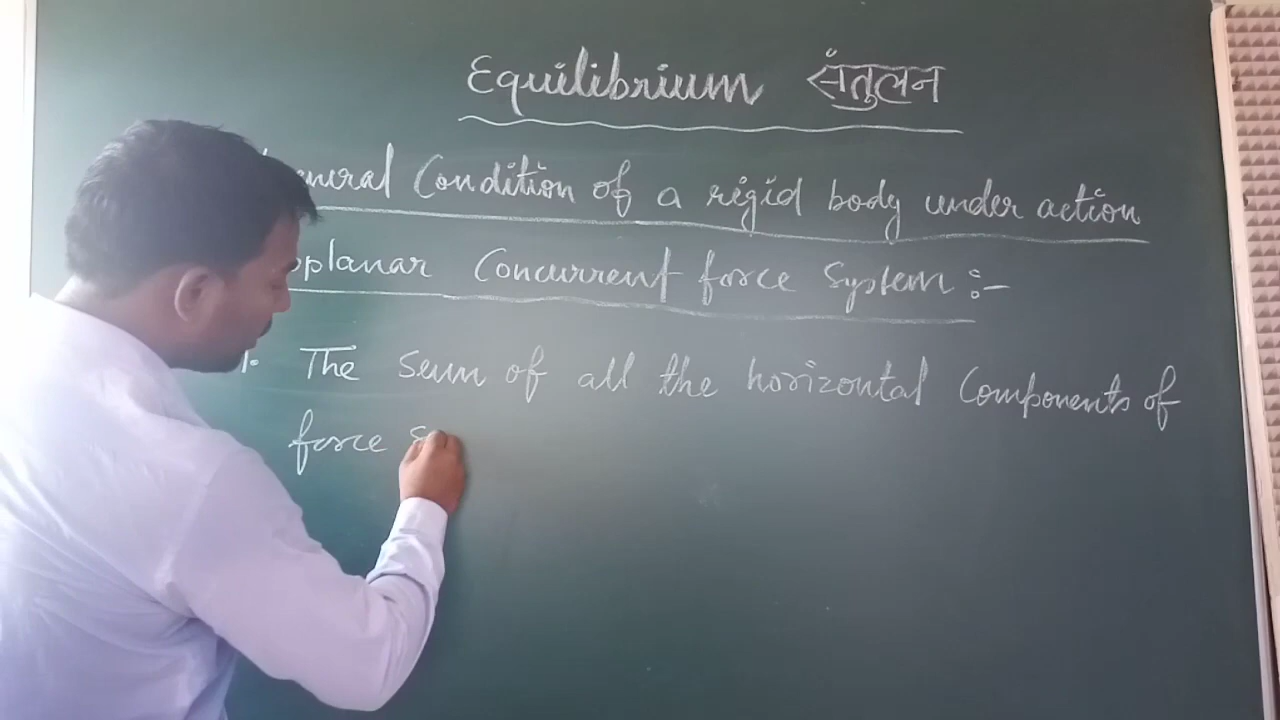 Equilibrium संतुलन
Condition of a rigid body under action
Concurrent force System :-
1. The sum of all the horizontal Components of
force